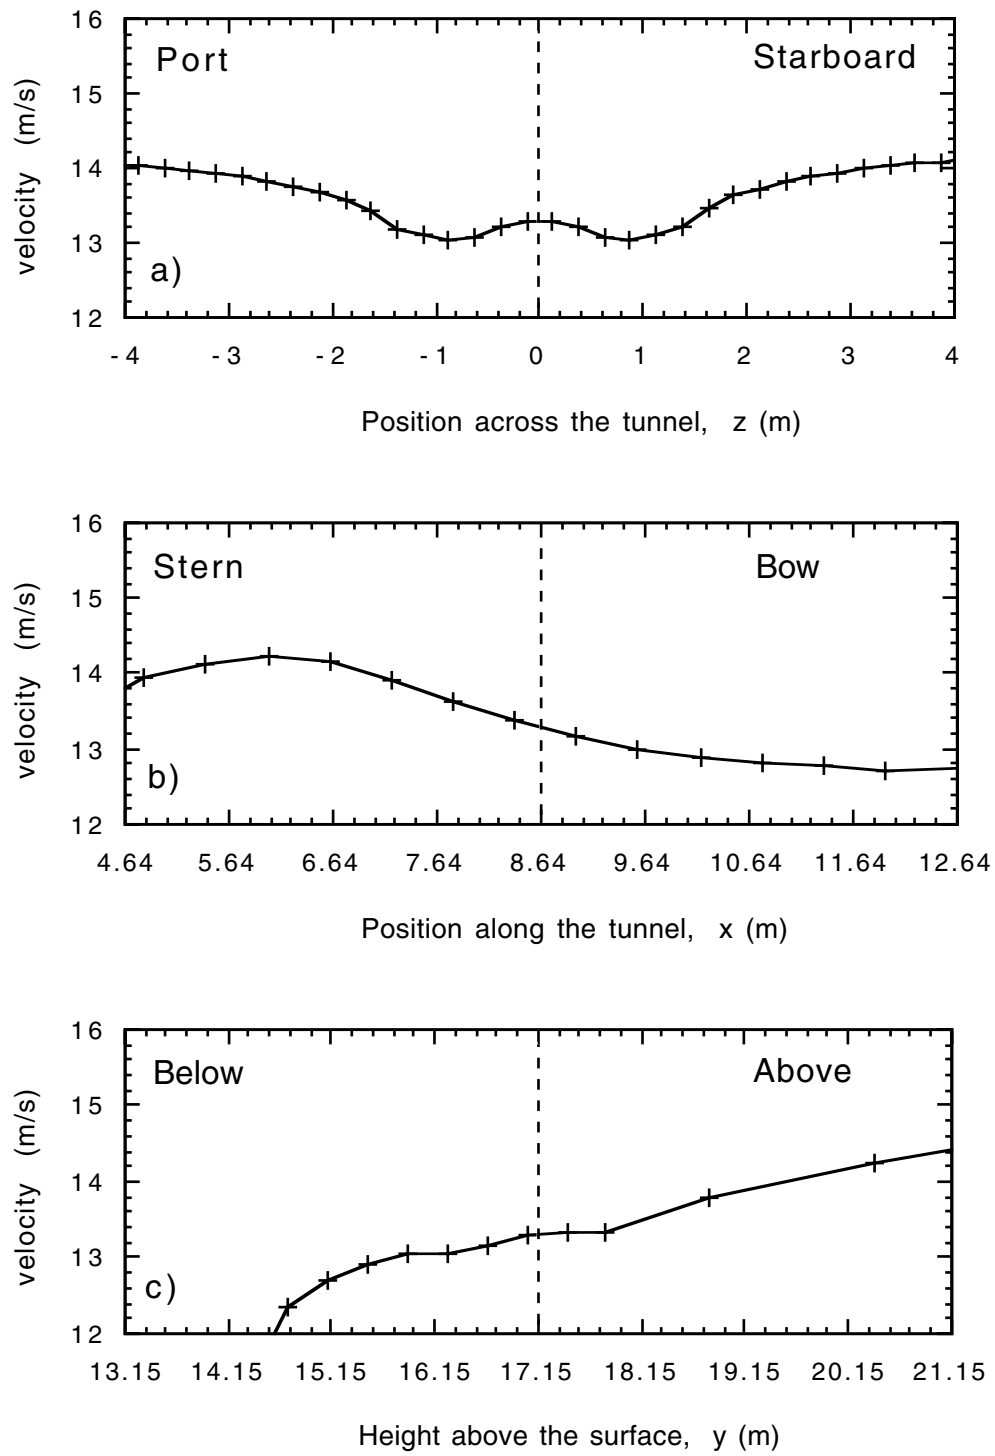 16
Port Starboard
15
14
13
a)
12
-4 -3 -2 -1 0 1 2 3 4
velocity (m/s)
Position across the tunnel, z (m)
16
Stern Bow
15
14
13
b)
12
4.64 5.64 6.64 7.64 8.64 9.64 10.64 11.64 12.64
velocity (m/s)
Position along the tunnel, x (m)
16
Below Above
15
14
13
c)
12
13.15 14.15 15.15 16.15 17.15 18.15 19.15 20.15 21.15
velocity (m/s)
Height above the surface, y (m)